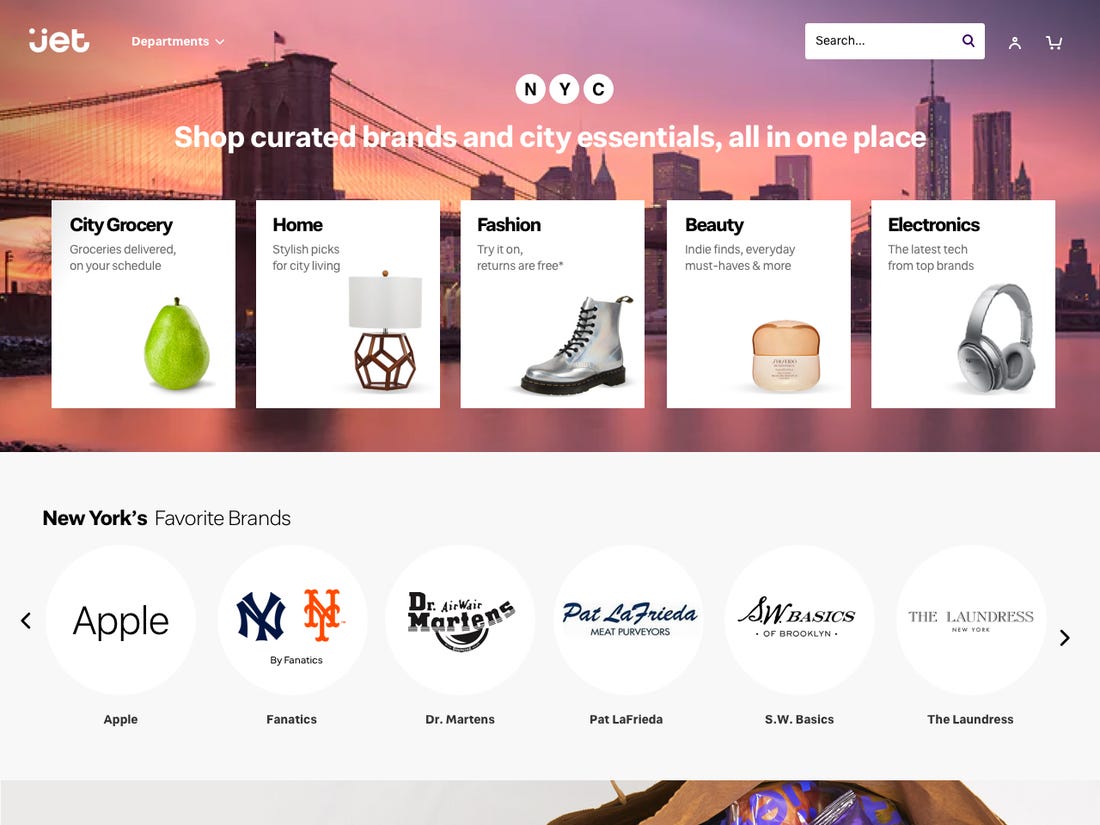 jet
Departments
Search...
N Y C
Shop curated brands and city essentials, all in one place
City Grocery
Groceries delivered,
on your schedule
Home
Stylish picks
for city living
Fashion
Try it on,
returns are free*
Beauty
Indie finds, everyday
must-haves & more
SHISEIDO
Electronics
The latest tech
from top brands
New York's Favorite Brands
Apple
NY NY
By Fanatics
Dr. AirWair
Martens
Pat LaFrieda
MEAT PURVEYORS
S.W. BASICS
• OF BROOKLYN •
THE LAUNDRESS
NEW YORK
Apple
Fanatics
Dr. Martens
Pat LaFrieda
S.W. Basics
The Laundress